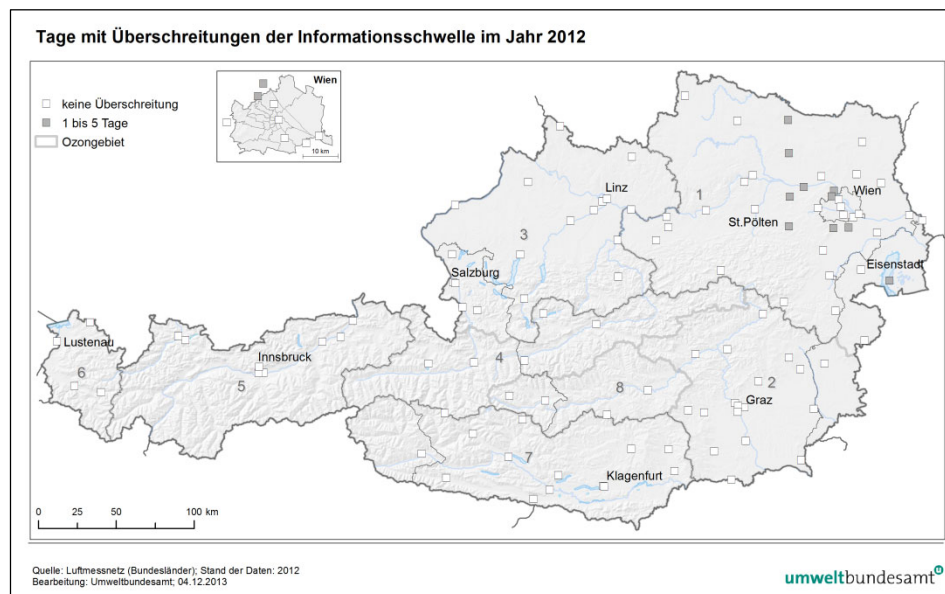 Tage mit Überschreitungen der Informationsschwelle im Jahr 2012
Wien
10 km
keine Überschreitung
1 bis 5 Tage
Ozongebiet
Linz
1
Wien
St.Pölten
3
Salzburg
Eisenstadt
Lustenau
Innsbruck
4
6
5
8
2
Graz
7
Klagenfurt
0 25 50 100 km
Quelle: Luftmessnetz (Bundesländer); Stand der Daten: 2012
Bearbeitung: Umweltbundesamt; 04.12.2013
umweltbundesamt